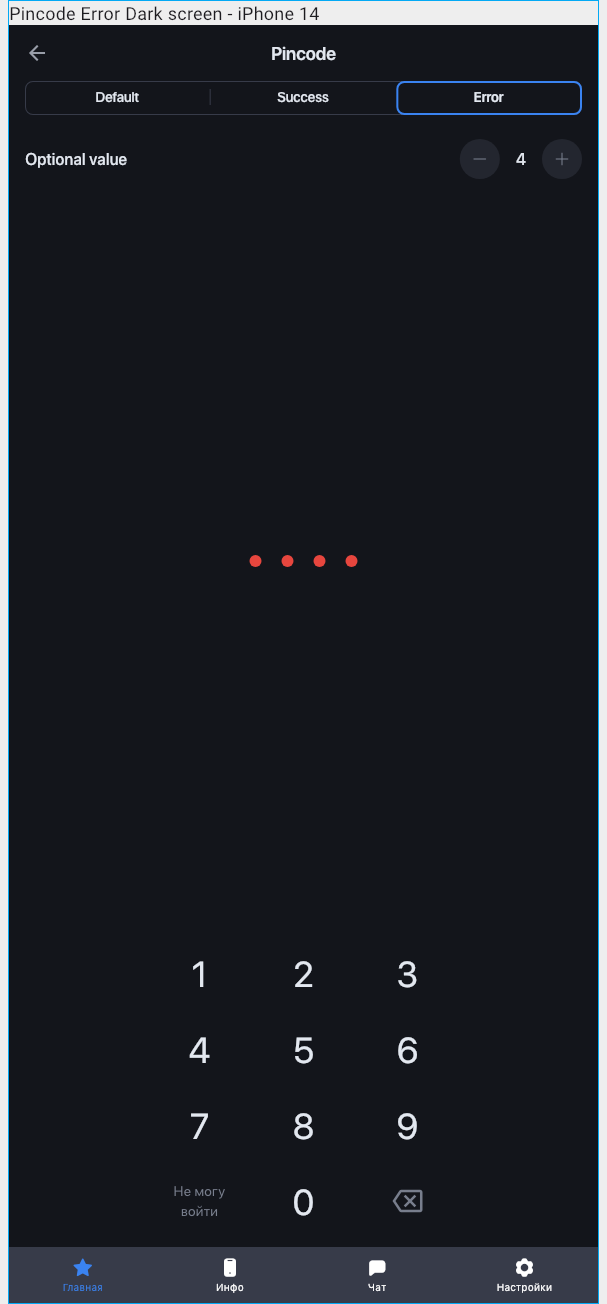 Pincode Error Dark screen - iPhone 14
Pincode
Default Success Error
Optional value 4
1 2 3
4 5 6
7 8 9
Не могу
войти
0
Главная Инфо Чат Настройки